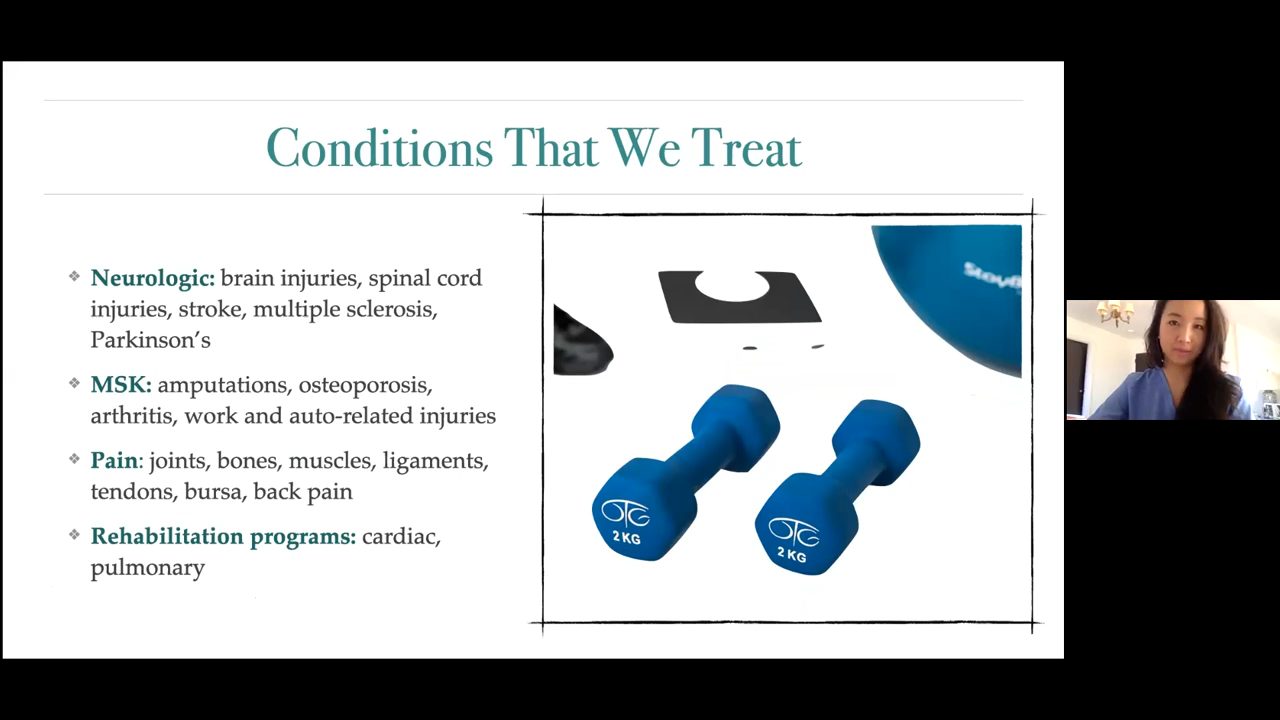 Conditions That We Treat
❖ Neurologic: brain injuries, spinal cord
injuries, stroke, multiple sclerosis,
Parkinson’s
❖ MSK: amputations, osteoporosis,
arthritis, work and auto-related injuries
❖ Pain: joints, bones, muscles, ligaments,
tendons, bursa, back pain
❖ Rehabilitation programs: cardiac,
pulmonary
OTG
2 KG
OTG
2 KG